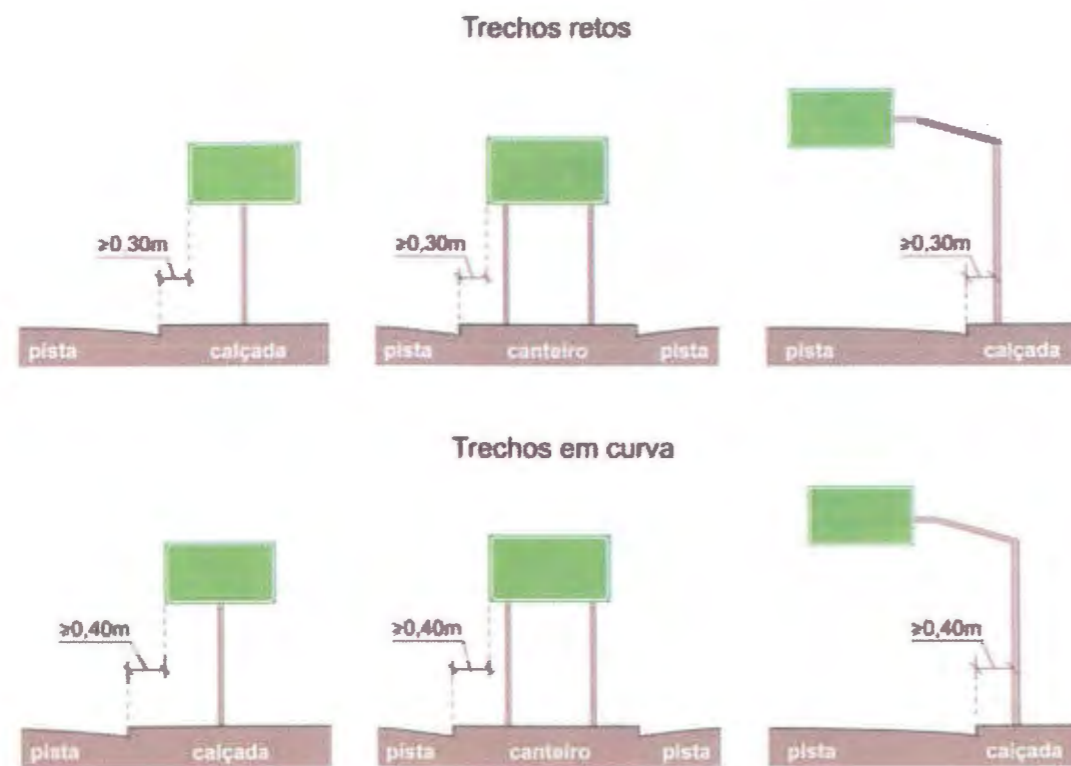 Trechos retos
≥0.30m
≥0,30m
≥0,30m
pista calçada
pista canteiro pista
pista calçada
Trechos em curva
≥0,40m
≥0,40m
≥0,40m
pista calçada
pista canteiro pista
pista calçada